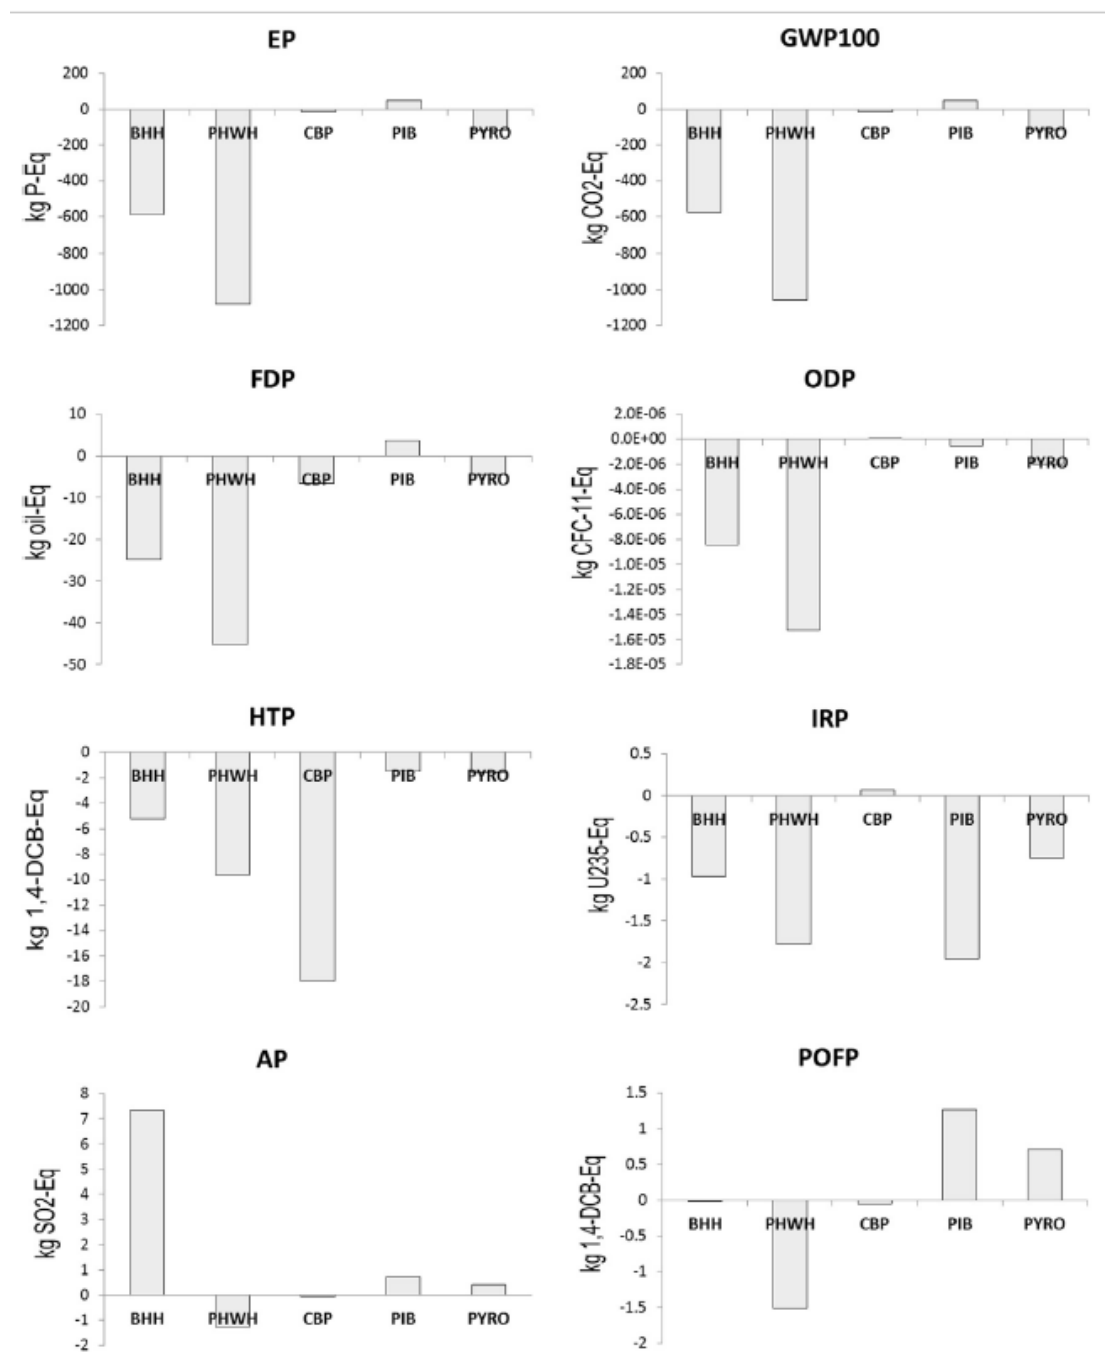 EP
200
0
-200
-400
-600
-800
-1000
-1200
kg P-Eq
BHH PHWH CBP PIB PYRO
GWP100
200
0
-200
-400
-600
-800
-1000
-1200
kg CO2-Eq
BHH PHWH CBP PIB PYRO
FDP
10
0
-10
-20
-30
-40
-50
kg oil-Eq
BHH PHWH CBP PIB PYRO
ODP
2.0E-06
0.0E+00
-2.0E-06
-4.0E-06
-6.0E-06
-8.0E-06
-1.0E-05
-1.2E-05
-1.4E-05
-1.6E-05
-1.8E-05
kg CFC-11-Eq
BHH PHWH CBP PIB PYRO
HTP
0
-2
-4
-6
-8
-10
-12
-14
-16
-18
-20
kg 1,4-DCB-Eq
BHH PHWH CBP PIB PYRO
IRP
0.5
0
-0.5
-1
-1.5
-2
-2.5
kg U235-Eq
BHH PHWH CBP PIB PYRO
AP
8
7
6
5
4
3
2
1
0
-1
-2
kg SO2-Eq
BHH PHWH CBP PIB PYRO
POFP
1.5
1
0.5
0
-0.5
-1
-1.5
-2
kg 1,4-DCB-Eq
BHH PHWH CBP PIB PYRO